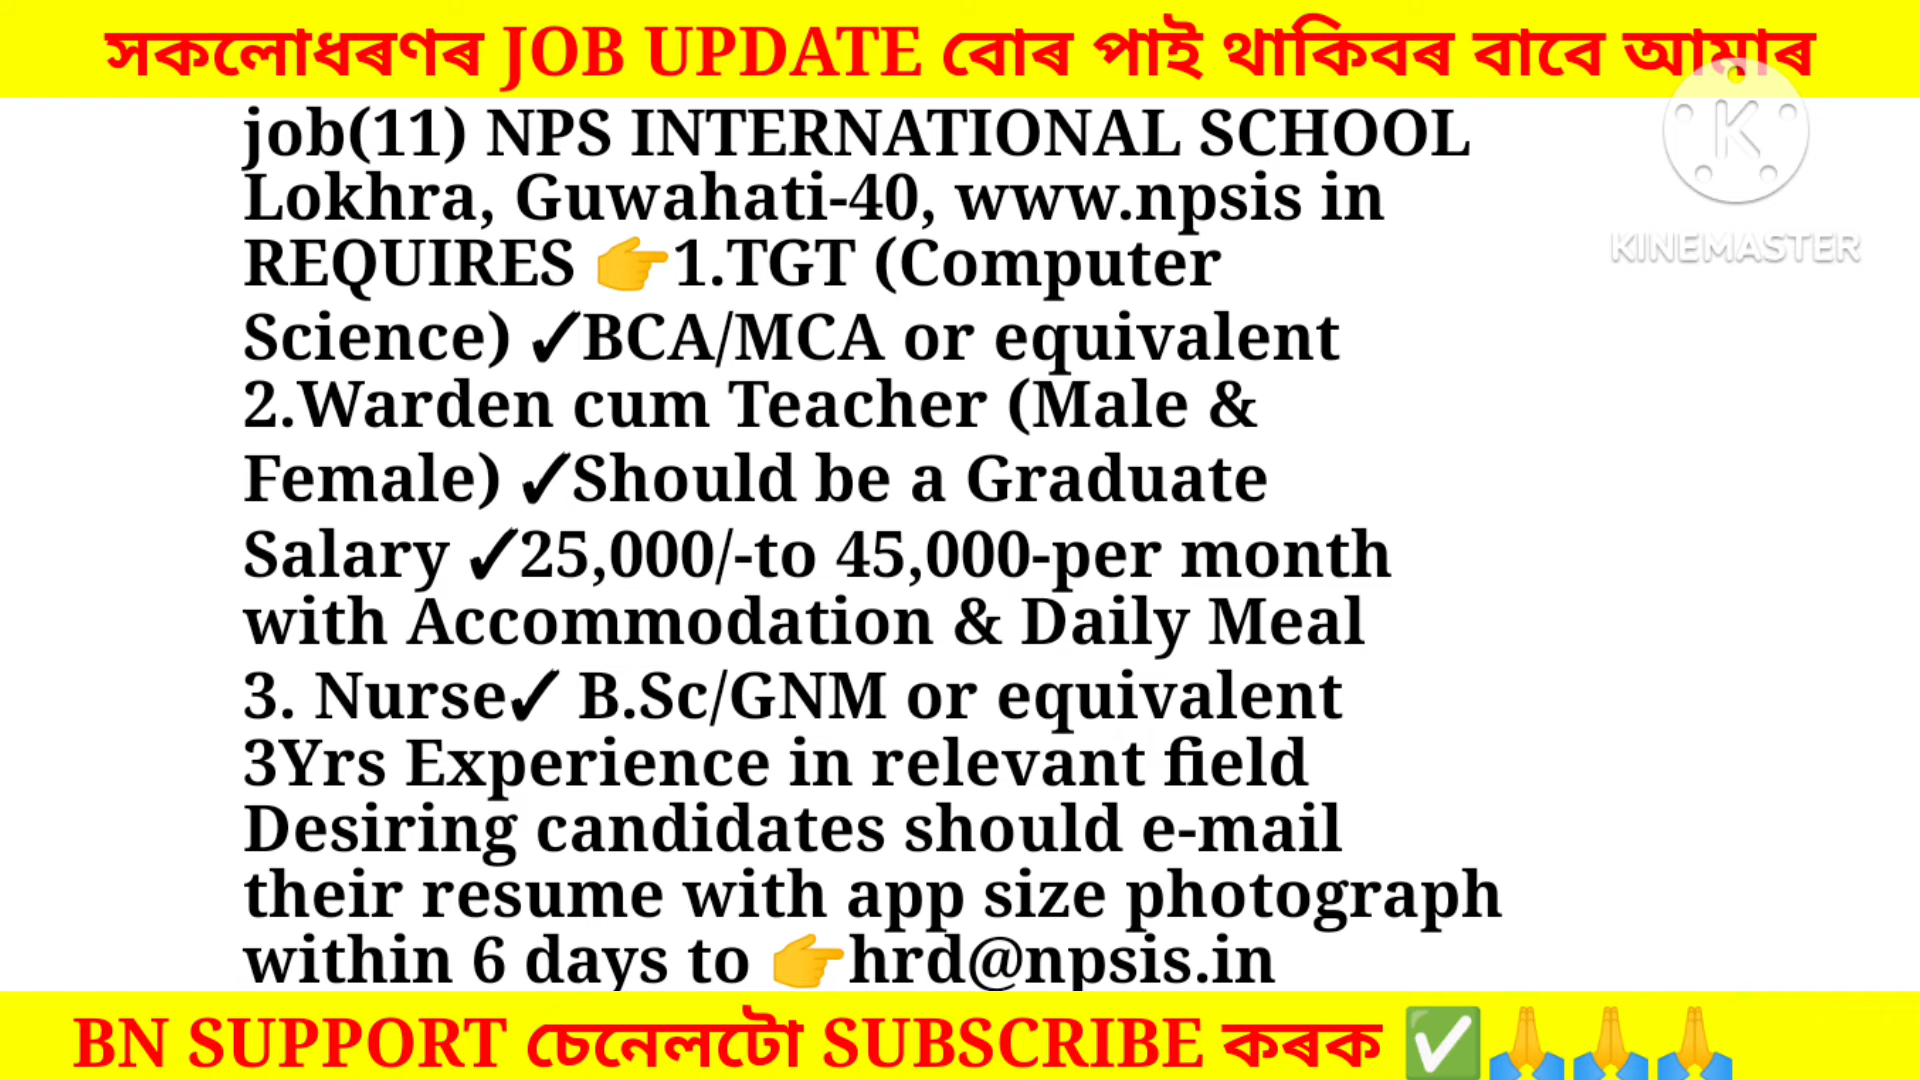 সকলোধৰণৰ JOB UPDATE বোৰ পাই থাকিবৰ বাবে আমাৰ
job(11) NPS INTERNATIONAL SCHOOL
Lokhra, Guwahati-40, www.npsis in
REQUIRES 👉1.TGT (Computer
Science) ✓BCA/MCA or equivalent
2.Warden cum Teacher (Male &
Female) ✓Should be a Graduate
Salary ✓25,000/-to 45,000-per month
with Accommodation & Daily Meal
3. Nurse✓ B.Sc/GNM or equivalent
3Yrs Experience in relevant field
Desiring candidates should e-mail
their resume with app size photograph
within 6 days to 👉hrd@npsis.in
BN SUPPORT চেনেলটো SUBSCRIBE কৰক ✅🙏🙏🙏
K
KINEMASTER